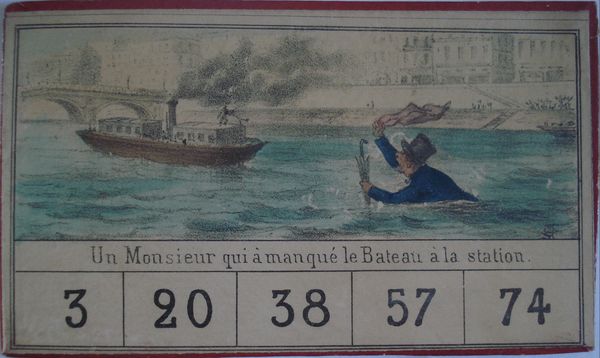 Un Monsieur qui à manqué le Bateau à la station.
3 20 38 57 74